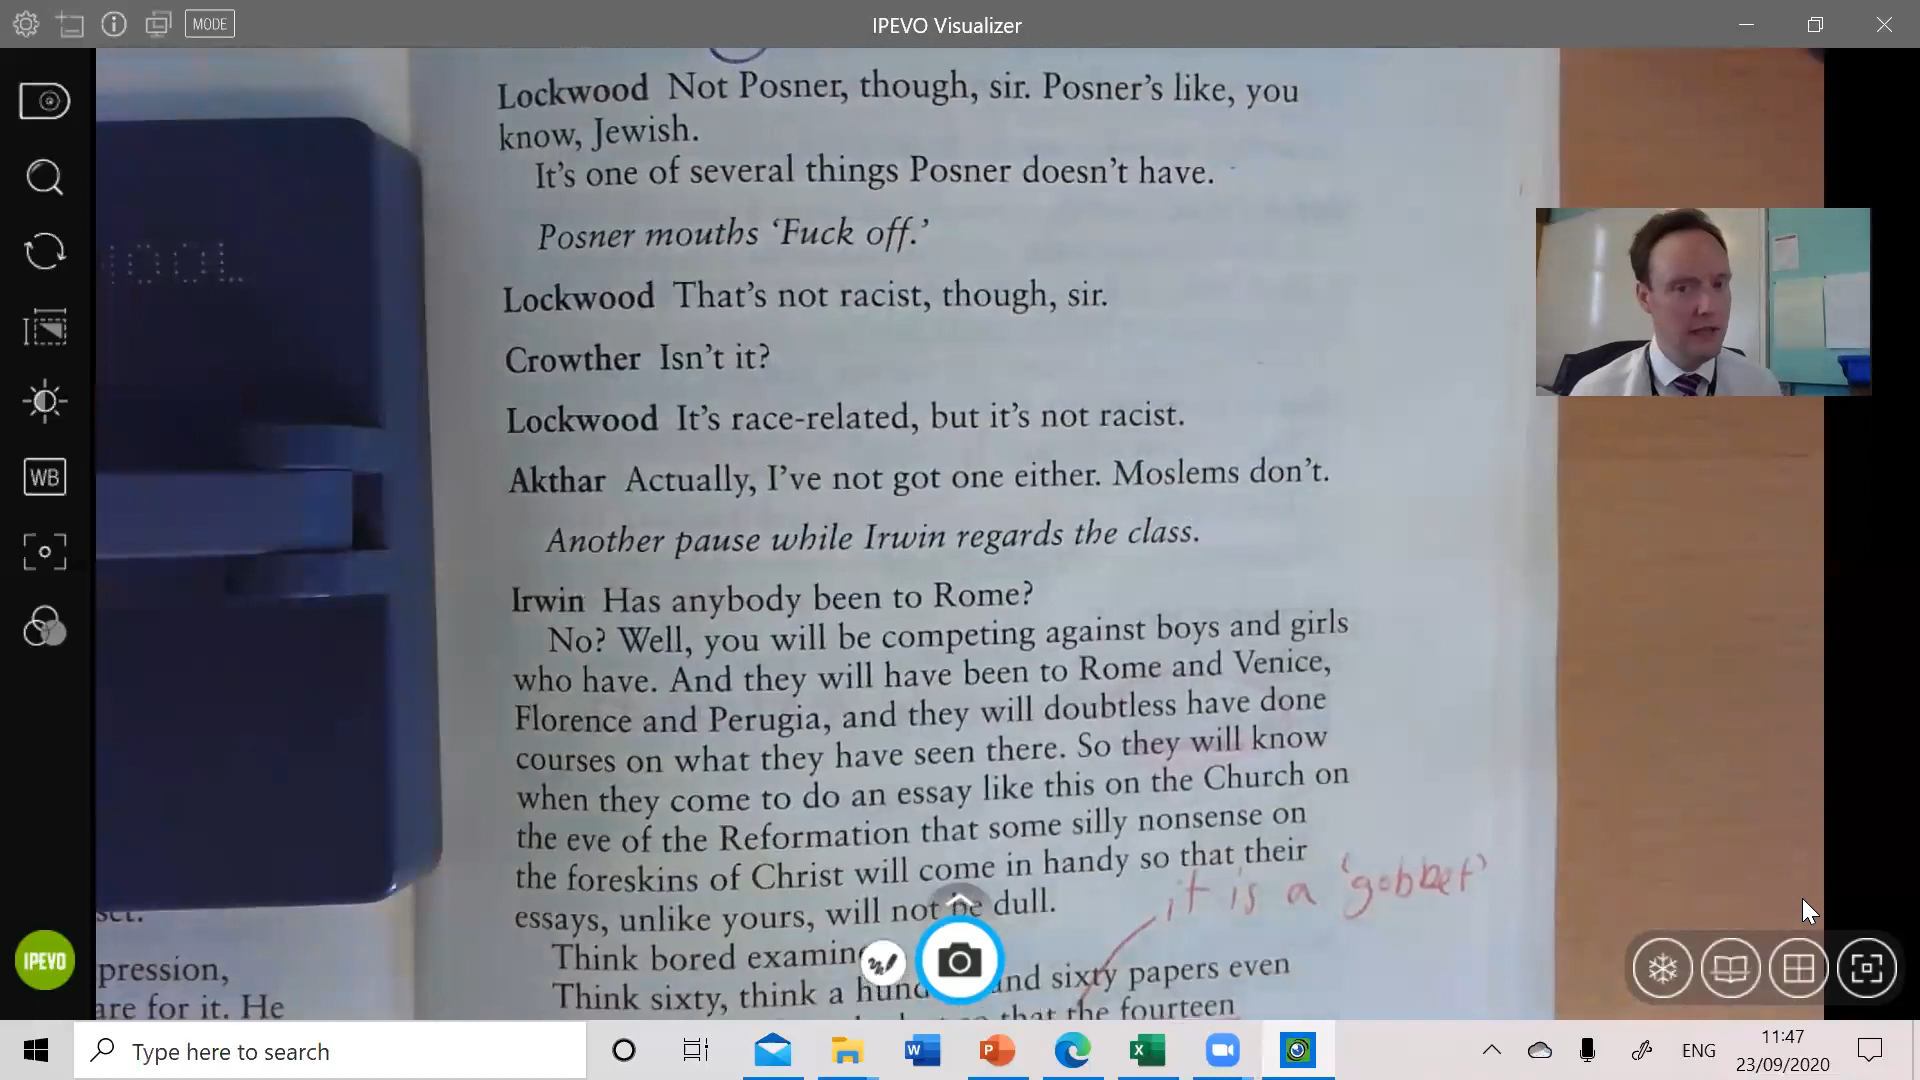 MODE
IPEVO Visualizer
Lockwood Not Posner, though, sir. Posner's like, you
know, Jewish.
It's one of several things Posner doesn't have.
Posner mouths ‘Fuck off.’
Lockwood That's not racist, though, sir.
Crowther Isn't it?
Lockwood It's race-related, but it's not racist.
Akthar Actually, I've not got one either. Moslems don't.
Another pause while Irwin regards the class.
Irwin Has anybody been to Rome?
No? Well, you will be competing against boys and girls
who have. And they will have been to Rome and Venice,
Florence and Perugia, and they will doubtless have done
courses on what they have seen there. So they will know
when they come to do an essay like this on the Church on
the eve of the Reformation that some silly nonsense on
the foreskins of Christ will come in handy so that their
essays, unlike yours, will not be dull.
it is a ‘gobbet’
Think bored
Think sixty, think a and sixty papers even
that the fourteen
pression,
are for it. He
WB
IPEVO
Type here to search
ENG
11:47
23/09/2020